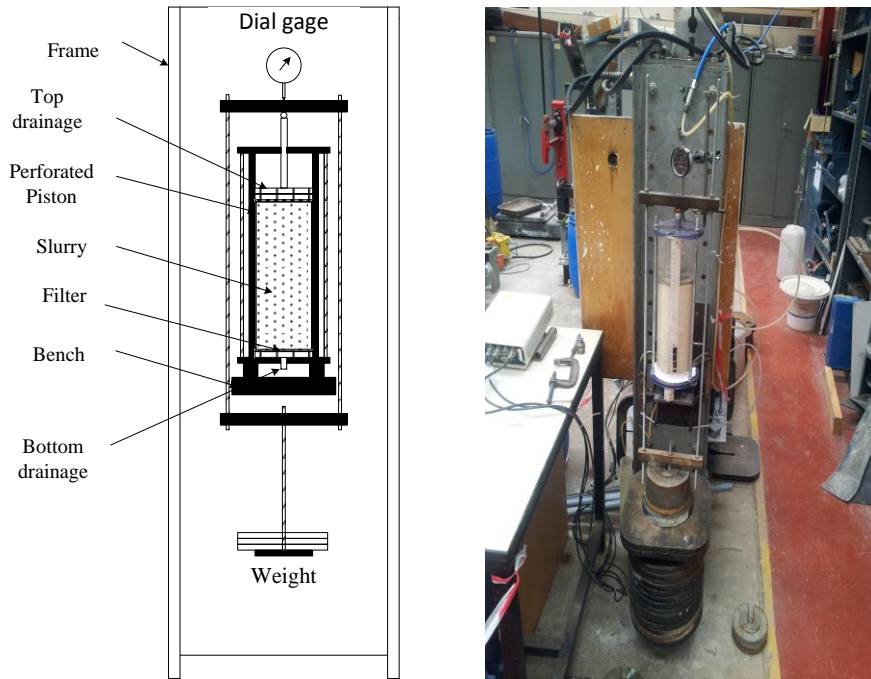 Dial gage
Frame
Top
drainage
Perforated
Piston
Slurry
Filter
Bench
Bottom
drainage
Weight